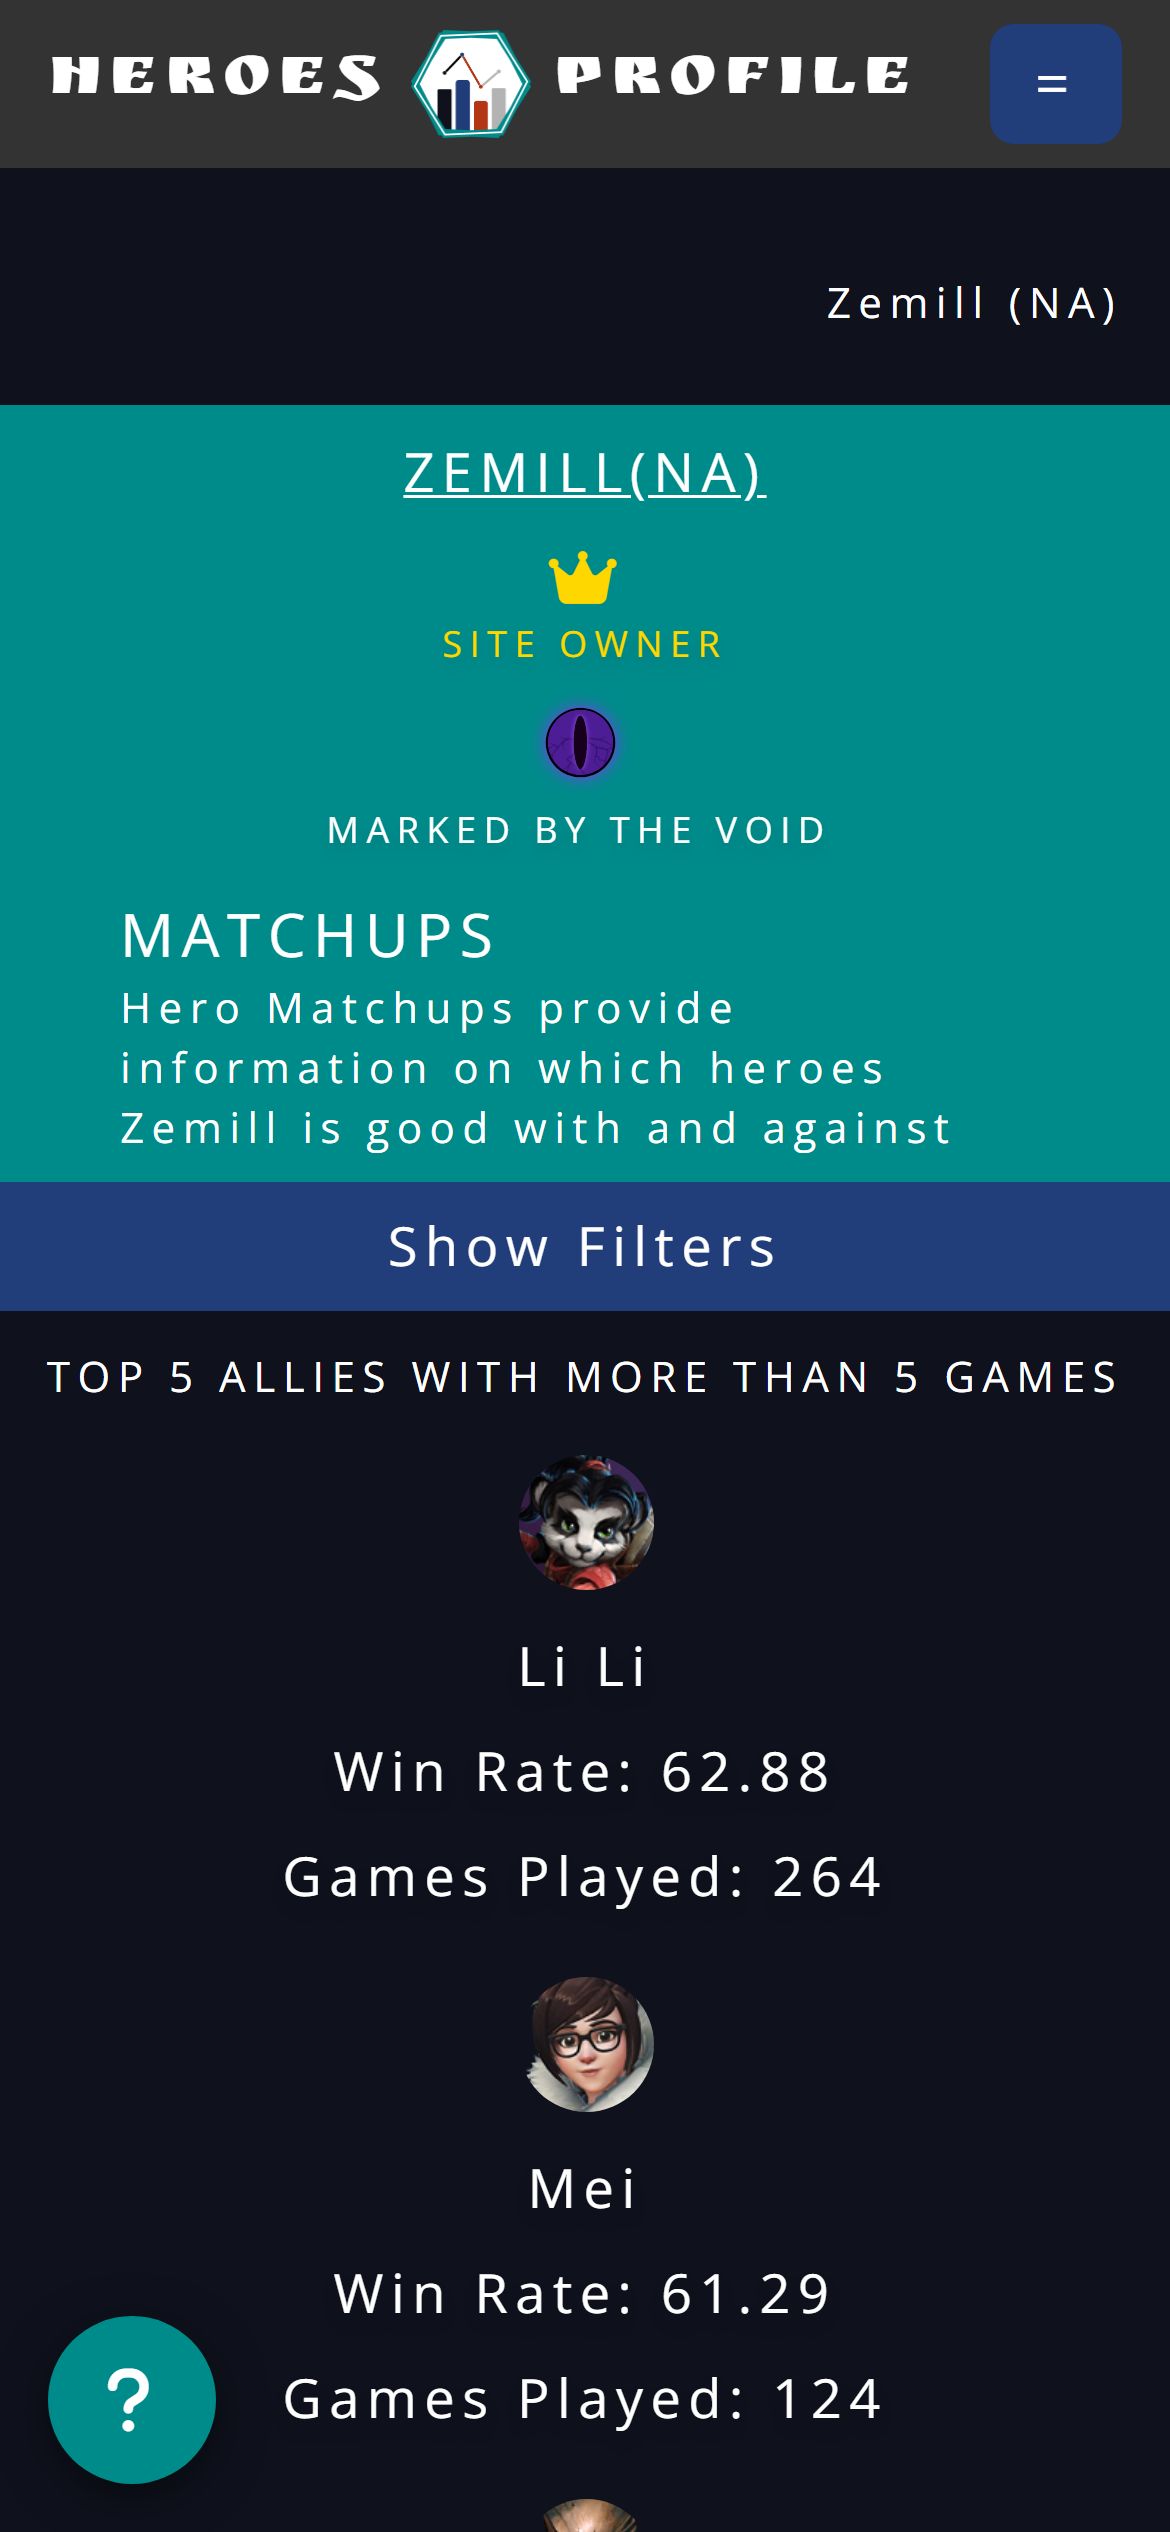 HEROES PROFILE
=
Zemill (NA)
ZEMILL(NA)
SITE OWNER
MARKED BY THE VOID
MATCHUPS
Hero Matchups provide
information on which heroes
Zemill is good with and against
Show Filters
TOP 5 ALLIES WITH MORE THAN 5 GAMES
Li Li
Win Rate: 62.88
Games Played: 264
Mei
Win Rate: 61.29
Games Played: 124
?